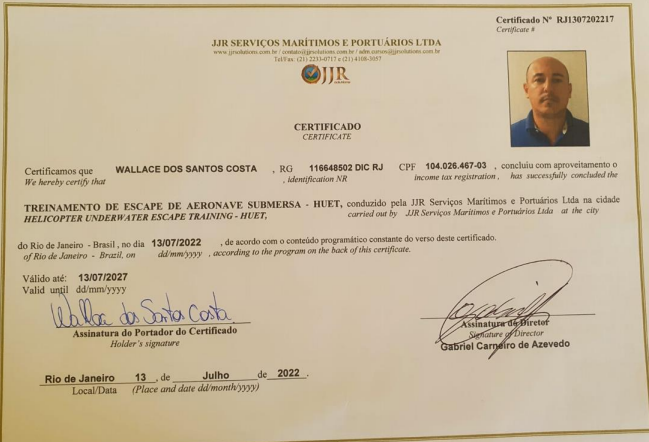 Certificado Nº RJ1307202217
Certificate #
JJR SERVIÇOS MARÍTIMOS E PORTUÁRIOS LTDA
www.jjrsolutions.com.br / contato@jjrsolutions.com.br / adm.cursos@jjrsolutions.com.br
Tel/Fax: (21) 2233-0717 e (21) 4108-3057
JJR
CERTIFICADO
CERTIFICATE
Certificamos que WALLACE DOS SANTOS COSTA , RG 116648502 DIC RJ CPF 104.026.467-03 , concluiu com aproveitamento o
We hereby certify that , identification NR income tax registration , has successfully concluded the
TREINAMENTO DE ESCAPE DE AERONAVE SUBMERSA - HUET, conduzido pela JJR Serviços Marítimos e Portuários Ltda na cidade
HELICOPTER UNDERWATER ESCAPE TRAINING - HUET, carried out by JJR Serviços Marítimos e Portuários Ltda at the city
do Rio de Janeiro - Brasil , no dia 13/07/2022 , de acordo com o conteúdo programático constante do verso deste certificado.
of Rio de Janeiro - Brazil, on dd/mm/yyyy , according to the program on the back of this certificate.
Válido até: 13/07/2027
Valid until dd/mm/yyyy
Wallace dos Santos Costa
Assinatura do Portador do Certificado
Holder's signature
Assinatura do Diretor
Signature of Director
Gabriel Carneiro de Azevedo
Rio de Janeiro 13 , de Julho de 2022 .
Local/Data (Place and date dd/month/yyyy)